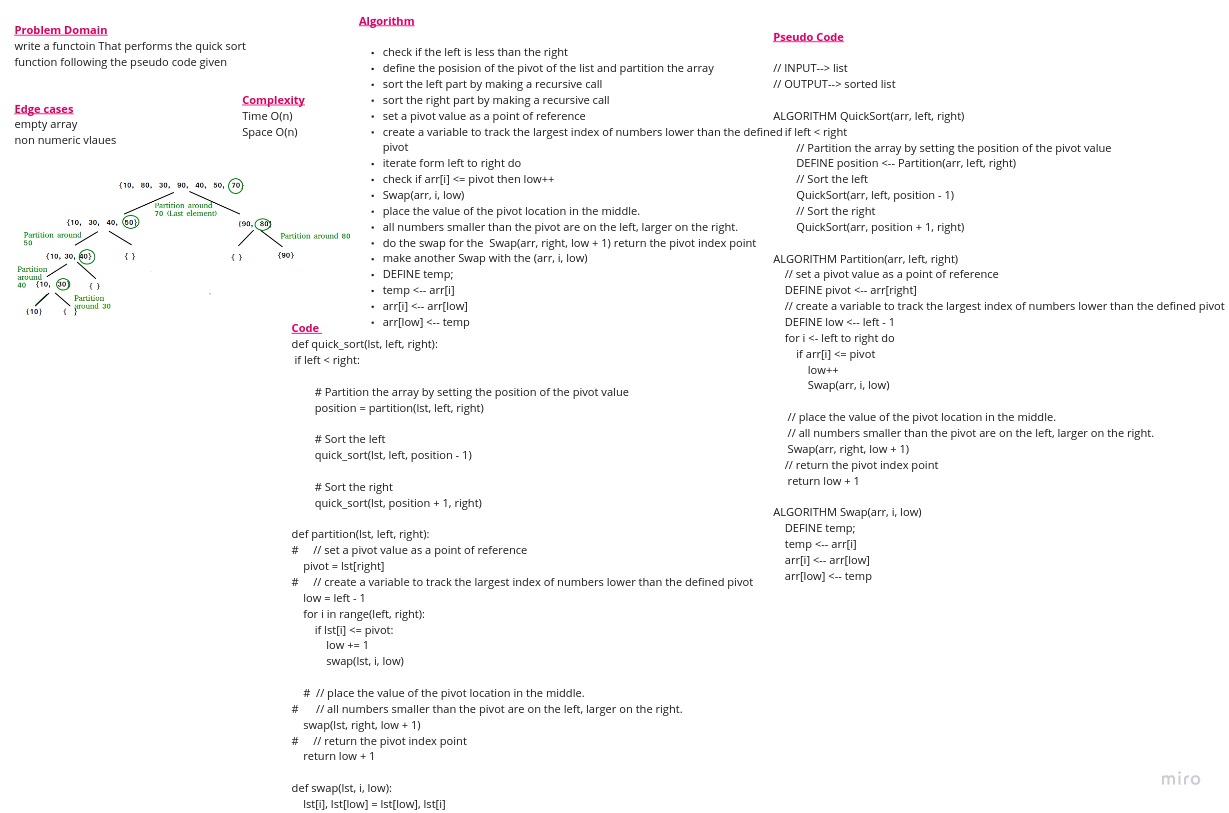 Problem Domain
write a functoin That performs the quick sort
function following the pseudo code given
Edge cases
empty array
non numeric vlaues
Complexity
Time O(n)
Space O(n)
{10, 80, 30, 90, 40, 50, 70}
Partition around
70 (Last element)
{10, 30, 40, 50}
{90, 80}
Partition around
50
Partition around 80
{10, 30, 40}
{ }
{ }
{90}
Partition
around
40
{10, 30}
{ }
Partition
around 30
{10}
{ }
Algorithm
• check if the left is less than the right
• define the posision of the pivot of the list and partition the array
• sort the left part by making a recursive call
• sort the right part by making a recursive call
• set a pivot value as a point of reference
• create a variable to track the largest index of numbers lower than the defined
pivot
• iterate form left to right do
• check if arr[i] <= pivot then low++
• Swap(arr, i, low)
• place the value of the pivot location in the middle.
• all numbers smaller than the pivot are on the left, larger on the right.
• do the swap for the  Swap(arr, right, low + 1) return the pivot index point
• make another Swap with the (arr, i, low)
• DEFINE temp;
• temp <-- arr[i]
• arr[i] <-- arr[low]
• arr[low] <-- temp
Code
def quick_sort(lst, left, right):
if left < right:
# Partition the array by setting the position of the pivot value
position = partition(lst, left, right)
# Sort the left
quick_sort(lst, left, position - 1)
# Sort the right
quick_sort(lst, position + 1, right)
def partition(lst, left, right):
#     // set a pivot value as a point of reference
pivot = lst[right]
#     // create a variable to track the largest index of numbers lower than the defined pivot
low = left - 1
for i in range(left, right):
if lst[i] <= pivot:
low += 1
swap(lst, i, low)
#  // place the value of the pivot location in the middle.
#     // all numbers smaller than the pivot are on the left, larger on the right.
swap(lst, right, low + 1)
#     // return the pivot index point
return low + 1
def swap(lst, i, low):
lst[i], lst[low] = lst[low], lst[i]
Pseudo Code
// INPUT--> list
// OUTPUT--> sorted list
ALGORITHM QuickSort(arr, left, right)
if left < right
// Partition the array by setting the position of the pivot value
DEFINE position <-- Partition(arr, left, right)
// Sort the left
QuickSort(arr, left, position - 1)
// Sort the right
QuickSort(arr, position + 1, right)
ALGORITHM Partition(arr, left, right)
// set a pivot value as a point of reference
DEFINE pivot <-- arr[right]
// create a variable to track the largest index of numbers lower than the defined pivot
DEFINE low <-- left - 1
for i <- left to right do
if arr[i] <= pivot
low++
Swap(arr, i, low)
// place the value of the pivot location in the middle.
// all numbers smaller than the pivot are on the left, larger on the right.
Swap(arr, right, low + 1)
// return the pivot index point
return low + 1
ALGORITHM Swap(arr, i, low)
DEFINE temp;
temp <-- arr[i]
arr[i] <-- arr[low]
arr[low] <-- temp
miro